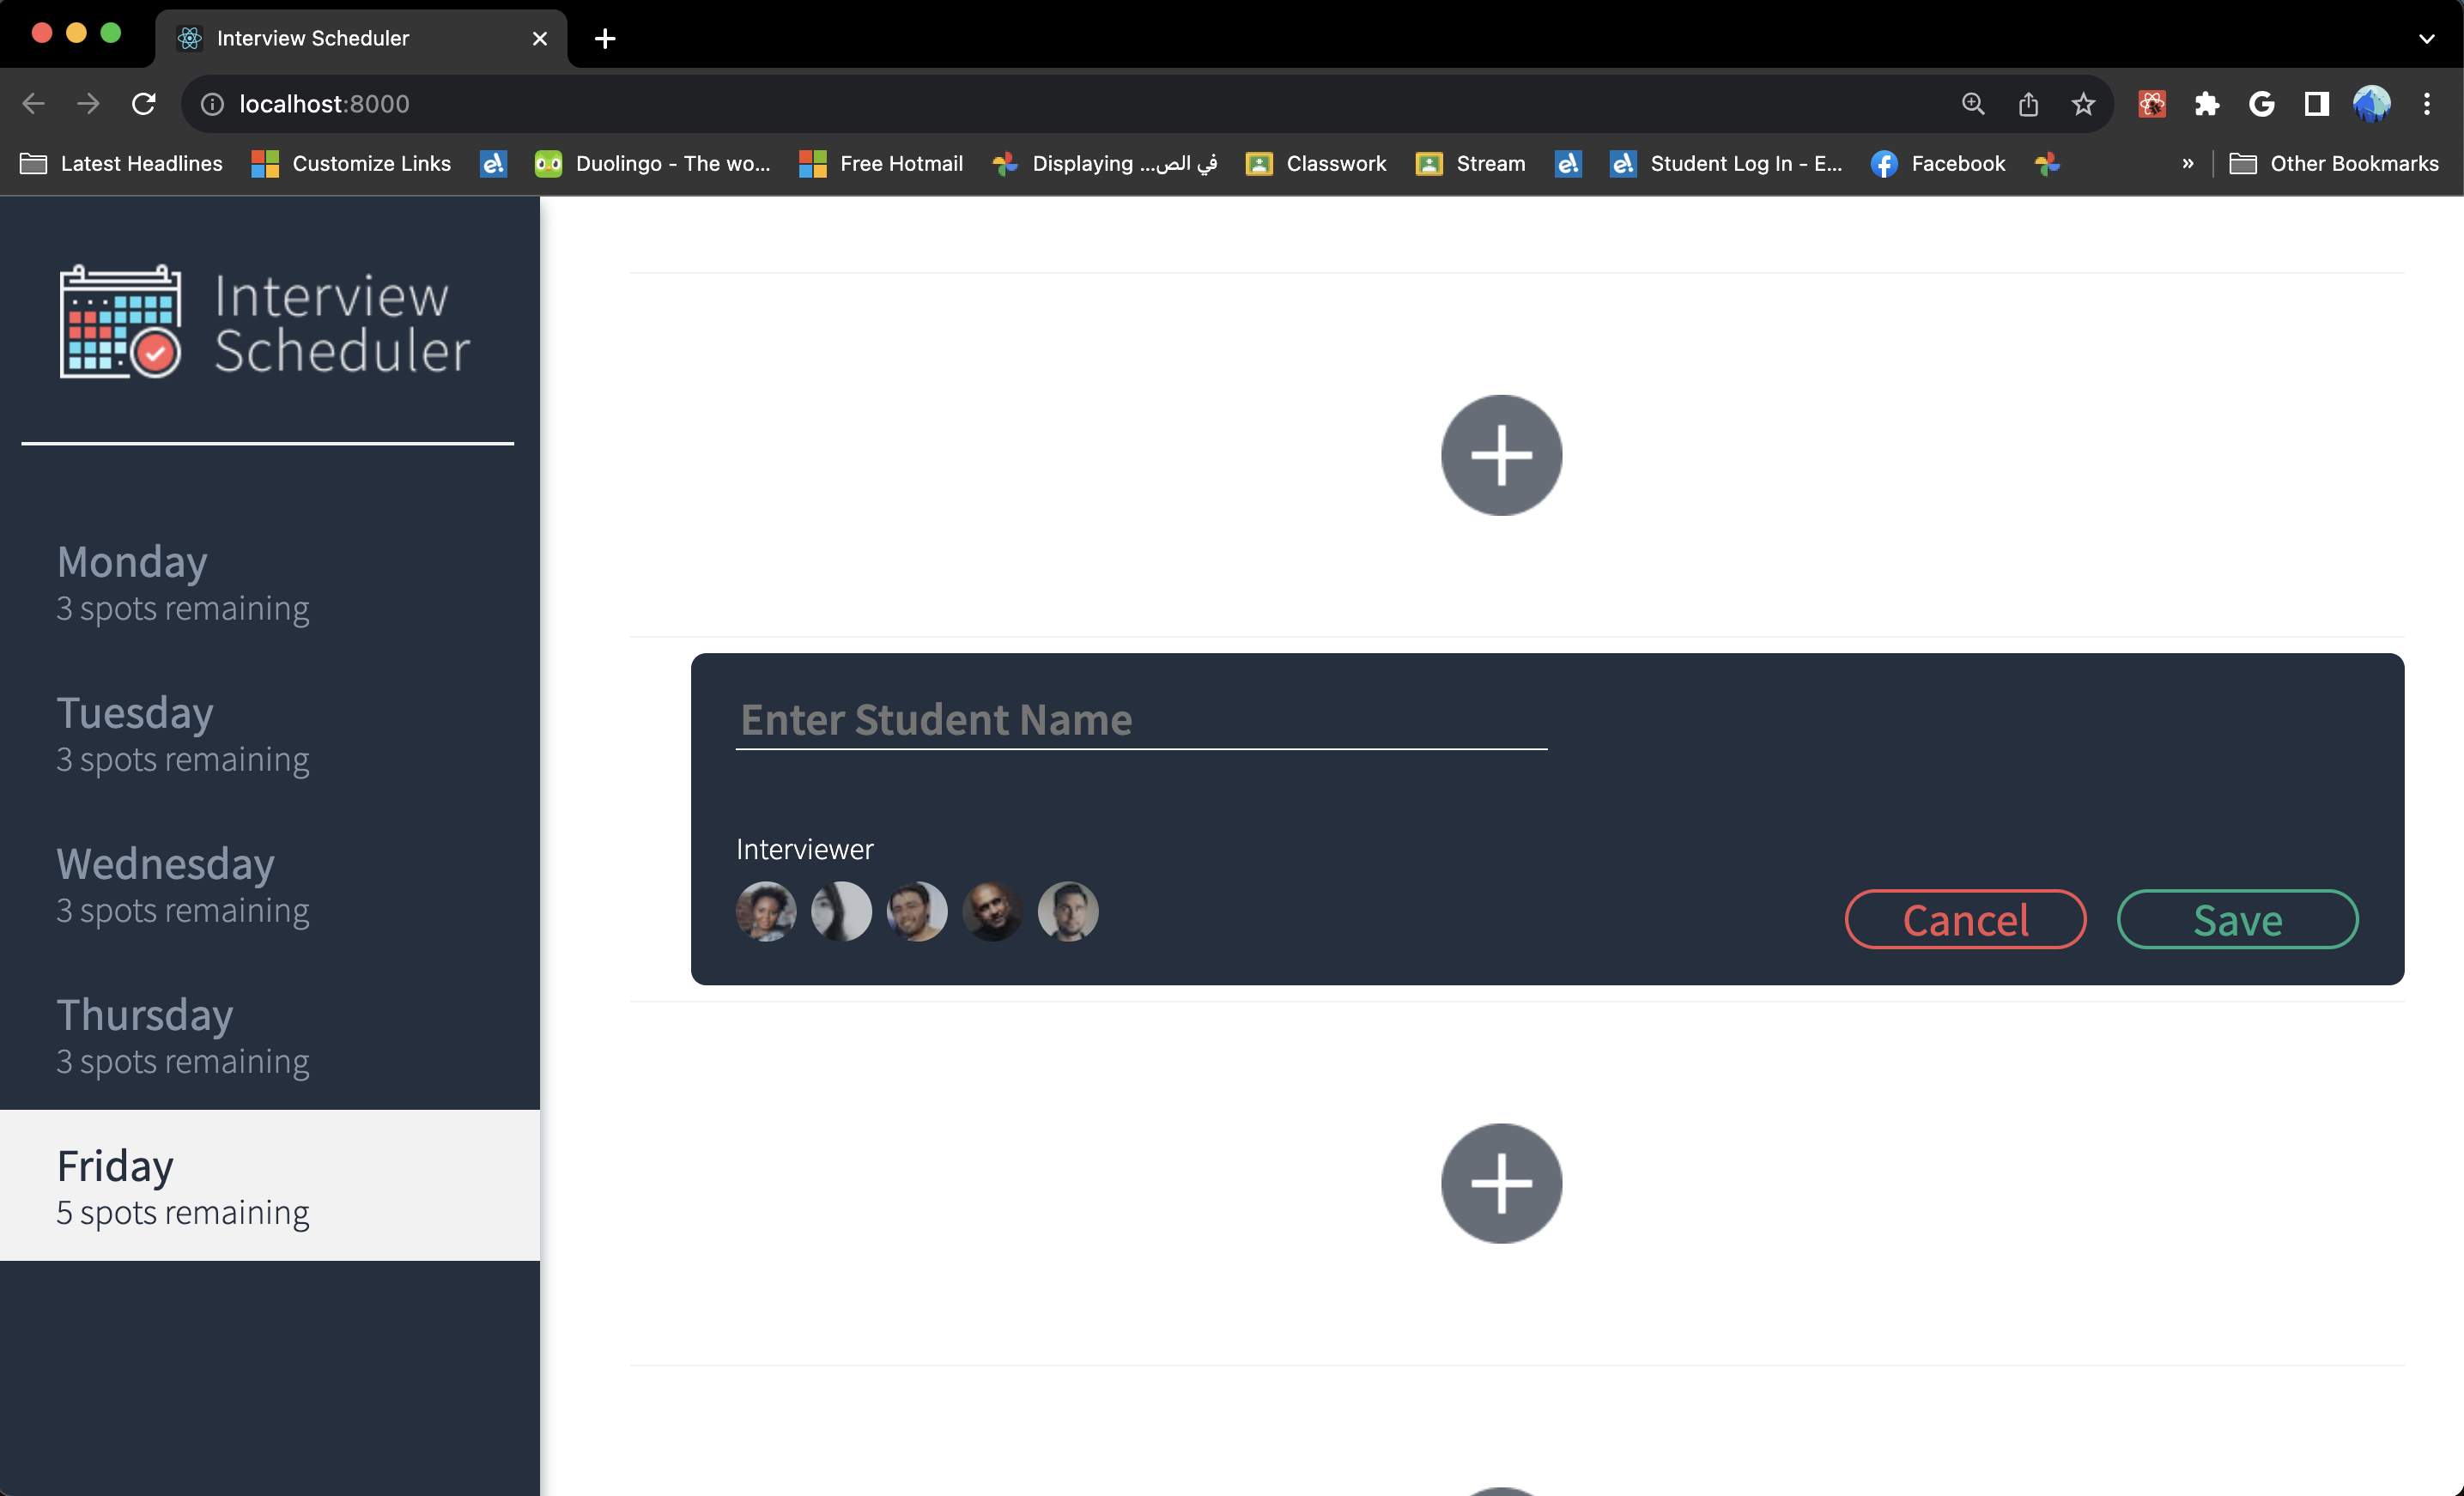 Interview Scheduler
localhost:8000
Latest Headlines Customize Links e! Duolingo - The wo... Free Hotmail Displaying ...في الص Classwork Stream e! e! Student Log In - E... Facebook » Other Bookmarks
Interview
Scheduler
Monday
3 spots remaining
Tuesday
3 spots remaining
Wednesday
3 spots remaining
Thursday
3 spots remaining
Friday
5 spots remaining
Enter Student Name
Interviewer
Cancel Save